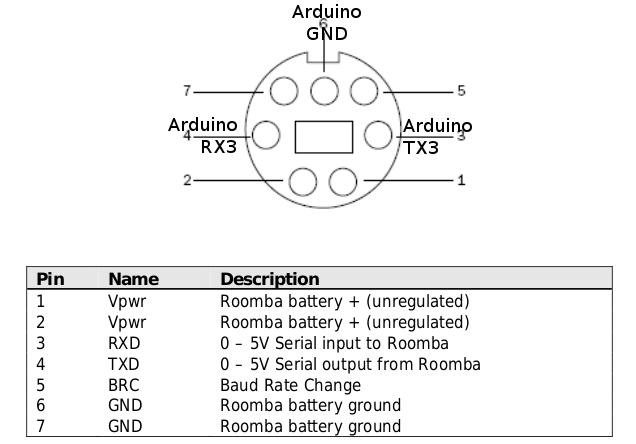 Arduino
GND
6
7
5
Arduino
RX3
4
Arduino
TX3
3
2
1
Pin Name Description
1 Vpwr Roomba battery + (unregulated)
2 Vpwr Roomba battery + (unregulated)
3 RXD 0 – 5V Serial input to Roomba
4 TXD 0 – 5V Serial output from Roomba
5 BRC Baud Rate Change
6 GND Roomba battery ground
7 GND Roomba battery ground